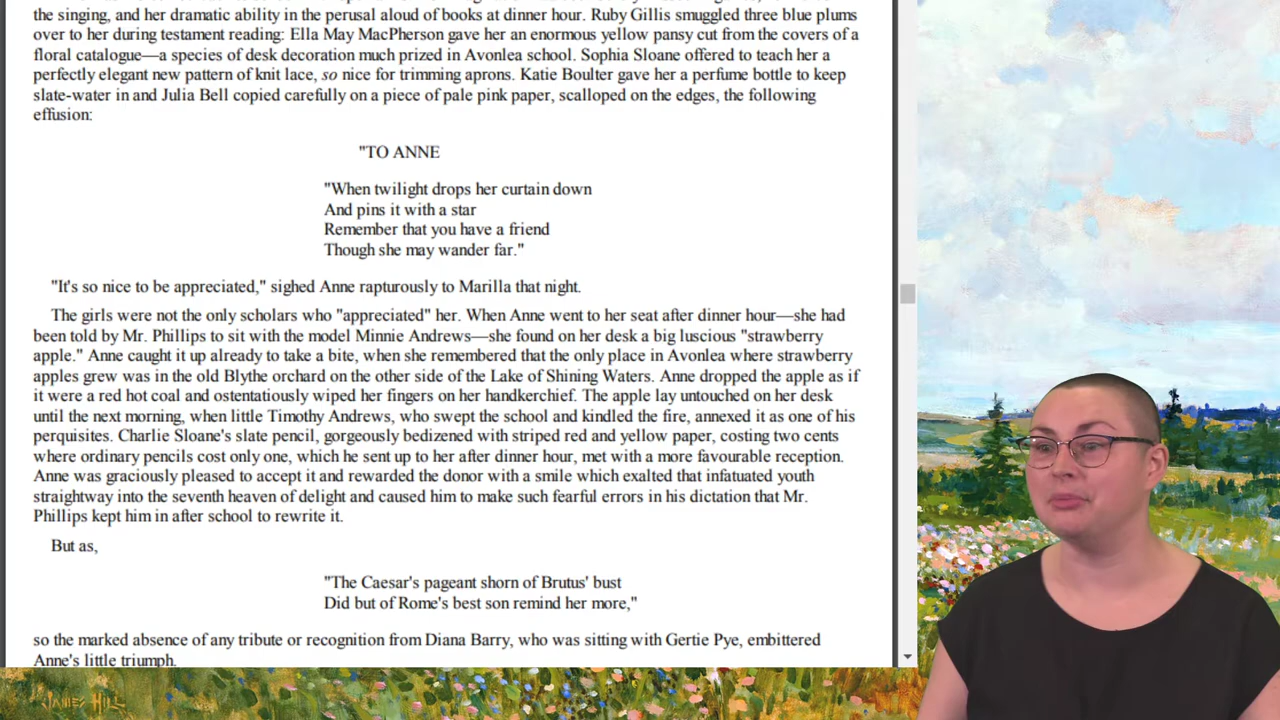 the singing, and her dramatic ability in the perusal aloud of books at dinner hour. Ruby Gillis smuggled three blue plums
over to her during testament reading: Ella May MacPherson gave her an enormous yellow pansy cut from the covers of a
floral catalogue—a species of desk decoration much prized in Avonlea school. Sophia Sloane offered to teach her a
perfectly elegant new pattern of knit lace, so nice for trimming aprons. Katie Boulter gave her a perfume bottle to keep
slate-water in and Julia Bell copied carefully on a piece of pale pink paper, scalloped on the edges, the following
effusion:
"TO ANNE
"When twilight drops her curtain down
And pins it with a star
Remember that you have a friend
Though she may wander far."
"It's so nice to be appreciated," sighed Anne rapturously to Marilla that night.
The girls were not the only scholars who "appreciated" her. When Anne went to her seat after dinner hour—she had
been told by Mr. Phillips to sit with the model Minnie Andrews—she found on her desk a big luscious "strawberry
apple." Anne caught it up already to take a bite, when she remembered that the only place in Avonlea where strawberry
apples grew was in the old Blythe orchard on the other side of the Lake of Shining Waters. Anne dropped the apple as if
it were a red hot coal and ostentatiously wiped her fingers on her handkerchief. The apple lay untouched on her desk
until the next morning, when little Timothy Andrews, who swept the school and kindled the fire, annexed it as one of his
perquisites. Charlie Sloane's slate pencil, gorgeously bedizened with striped red and yellow paper, costing two cents
where ordinary pencils cost only one, which he sent up to her after dinner hour, met with a more favourable reception.
Anne was graciously pleased to accept it and rewarded the donor with a smile which exalted that infatuated youth
straightway into the seventh heaven of delight and caused him to make such fearful errors in his dictation that Mr.
Phillips kept him in after school to rewrite it.
But as,
"The Caesar's pageant shorn of Brutus' bust
Did but of Rome's best son remind her more,"
so the marked absence of any tribute or recognition from Diana Barry, who was sitting with Gertie Pye, embittered
Anne's little triumph.
JAMES HILL